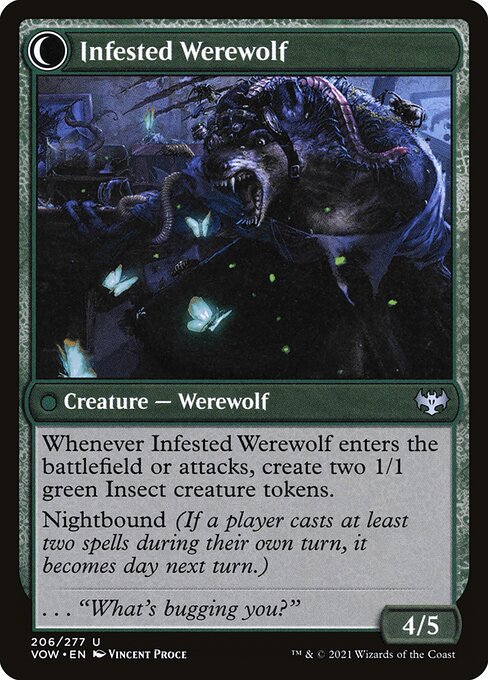 Infested Werewolf
Creature — Werewolf
Whenever Infested Werewolf enters the
battlefield or attacks, create two 1/1
green Insect creature tokens.
Nightbound (If a player casts at least
two spells during their own turn, it
becomes day next turn.)
. . . “What’s bugging you?”
4/5
206/277 U
VOW • EN Vincent Proce
™ & © 2021 Wizards of the Coast